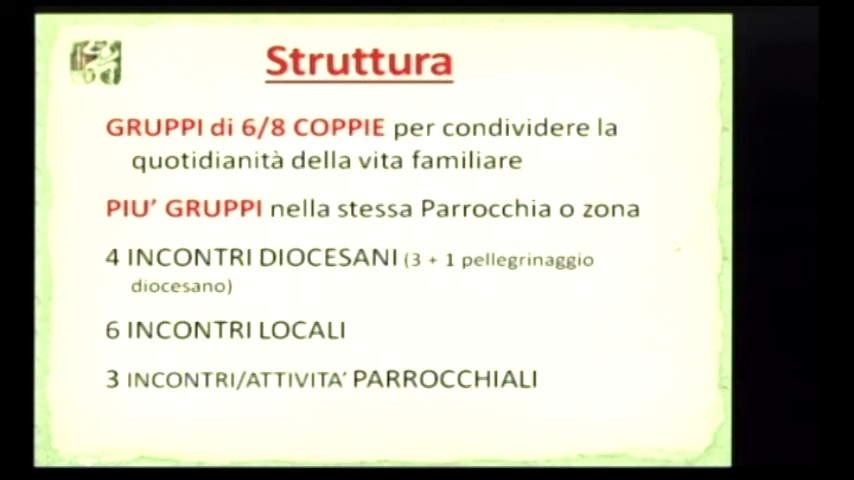 Struttura
GRUPPI di 6/8 COPPIE per condividere la
quotidianità della vita familiare
PIU' GRUPPI nella stessa Parrocchia o zona
4 INCONTRI DIOCESANI (3 + 1 pellegrinaggio
diocesano)
6 INCONTRI LOCALI
3 INCONTRI/ATTIVITA' PARROCCHIALI